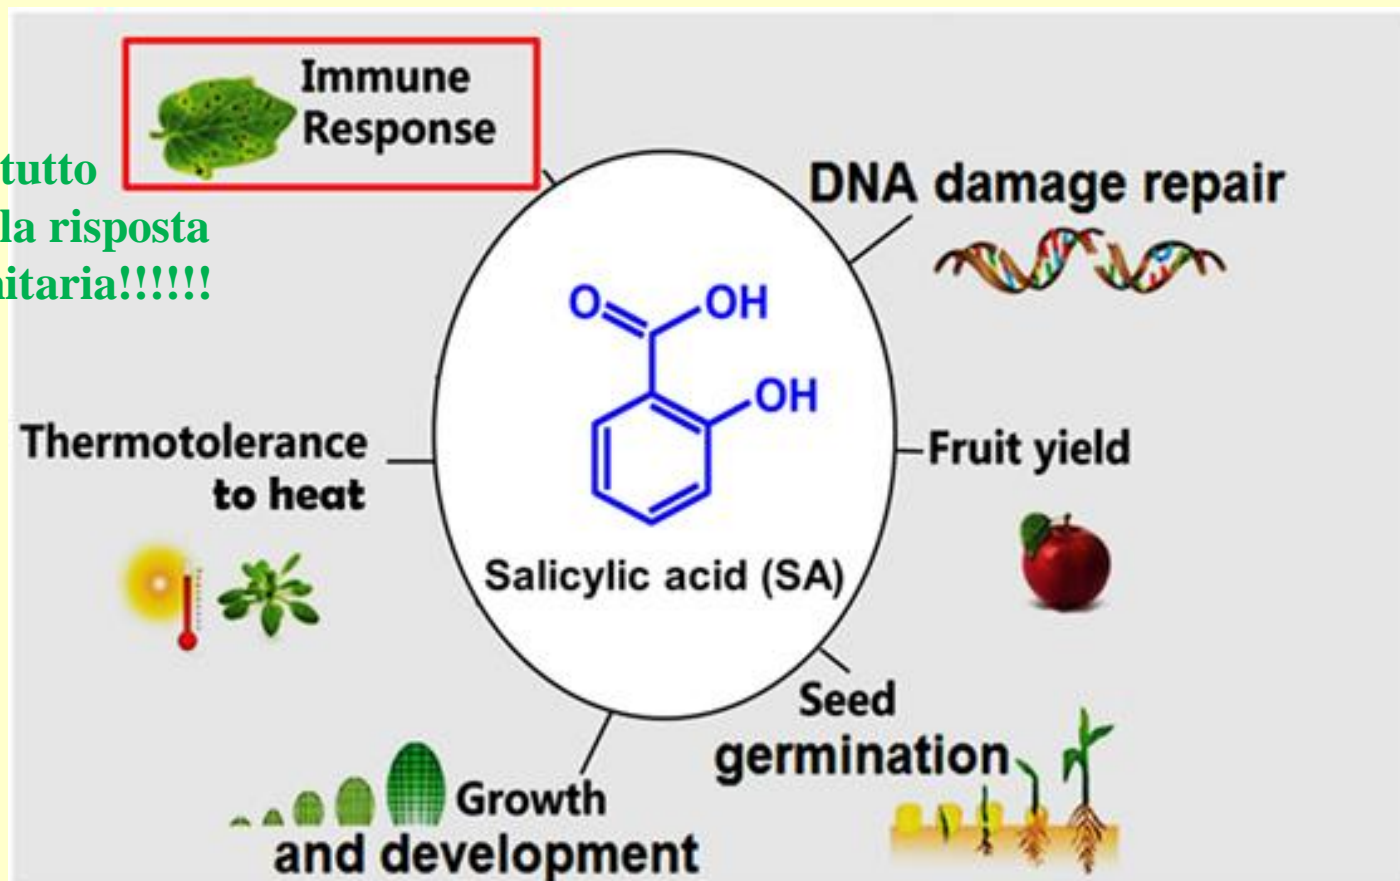 Immune
Response
tutto
la risposta
nitaria!!!!!!
DNA damage repair
O
OH
OH
Thermotolerance
to heat
Fruit yield
Salicylic acid (SA)
Seed
germination
Growth
and development